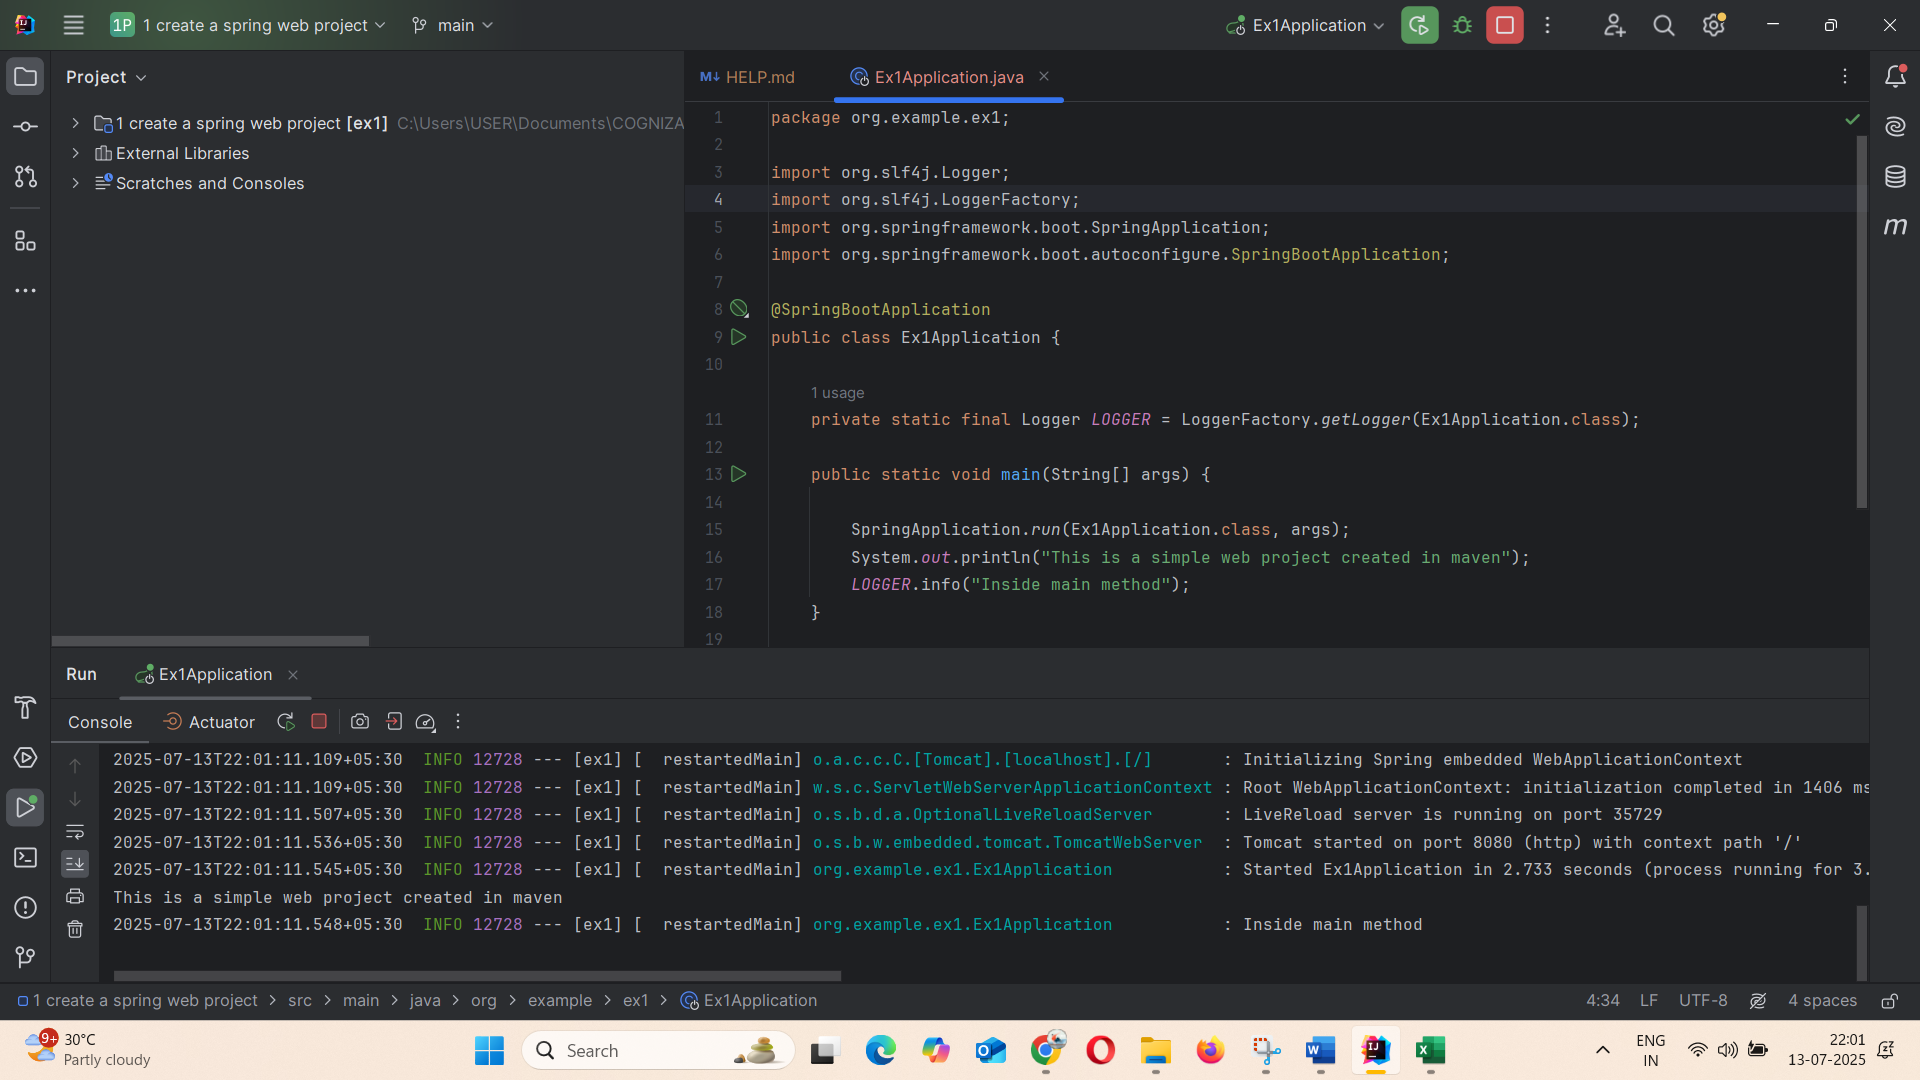 1P 1 create a spring web project main Ex1Application
Project
1 create a spring web project [ex1] C:\Users\USER\Documents\COGNIZA
External Libraries
Scratches and Consoles
M↓ HELP.md Ex1Application.java
1 package org.example.ex1;
2
3 import org.slf4j.Logger;
4 import org.slf4j.LoggerFactory;
5 import org.springframework.boot.SpringApplication;
6 import org.springframework.boot.autoconfigure.SpringBootApplication;
7
8 @SpringBootApplication
9 public class Ex1Application {
10
1 usage
11 private static final Logger LOGGER = LoggerFactory.getLogger(Ex1Application.class);
12
13 public static void main(String[] args) {
14
15 SpringApplication.run(Ex1Application.class, args);
16 System.out.println("This is a simple web project created in maven");
17 LOGGER.info("Inside main method");
18 }
19
m
Run Ex1Application
Console Actuator
2025-07-13T22:01:11.109+05:30 INFO 12728 --- [ex1] [ restartedMain] o.a.c.c.C.[Tomcat].[localhost].[/] : Initializing Spring embedded WebApplicationContext
2025-07-13T22:01:11.109+05:30 INFO 12728 --- [ex1] [ restartedMain] w.s.c.ServletWebServerApplicationContext : Root WebApplicationContext: initialization completed in 1406 ms
2025-07-13T22:01:11.507+05:30 INFO 12728 --- [ex1] [ restartedMain] o.s.b.d.a.OptionalLiveReloadServer : LiveReload server is running on port 35729
2025-07-13T22:01:11.536+05:30 INFO 12728 --- [ex1] [ restartedMain] o.s.b.w.embedded.tomcat.TomcatWebServer : Tomcat started on port 8080 (http) with context path '/'
2025-07-13T22:01:11.545+05:30 INFO 12728 --- [ex1] [ restartedMain] org.example.ex1.Ex1Application : Started Ex1Application in 2.733 seconds (process running for 3.
This is a simple web project created in maven
2025-07-13T22:01:11.548+05:30 INFO 12728 --- [ex1] [ restartedMain] org.example.ex1.Ex1Application : Inside main method
1 create a spring web project > src > main > java > org > example > ex1 > Ex1Application 4:34 LF UTF-8 4 spaces
9+ 30°C
Partly cloudy
Search
ENG
IN
22:01
13-07-2025